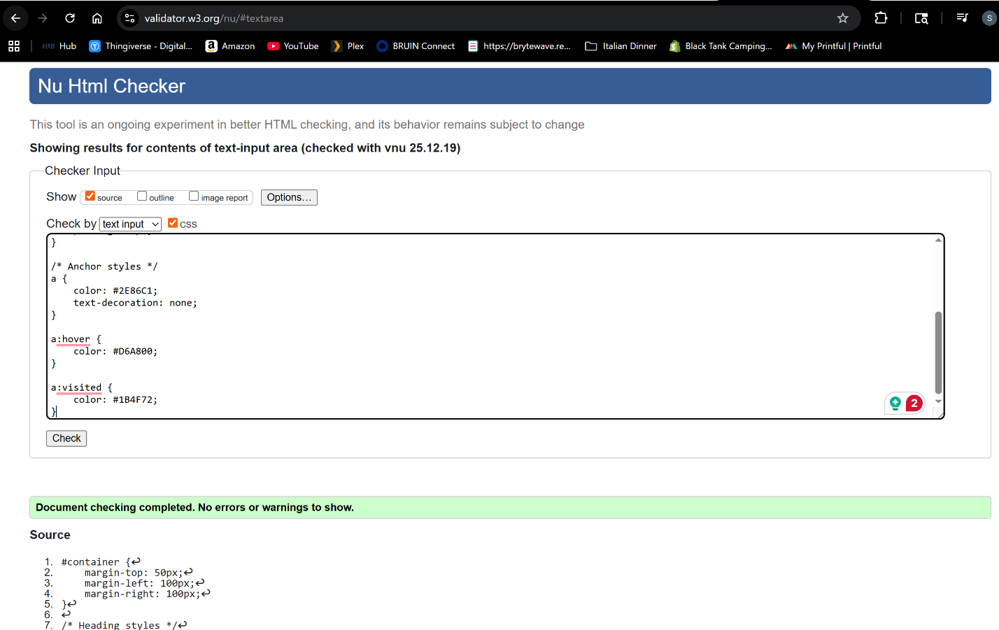 validator.w3.org/nu/#textarea
S
HIB Hub Thingiverse - Digital... Amazon YouTube Plex BRUIN Connect https://brytewave.re... Italian Dinner Black Tank Camping... My Printful | Printful
Nu Html Checker
This tool is an ongoing experiment in better HTML checking, and its behavior remains subject to change
Showing results for contents of text-input area (checked with vnu 25.12.19)
Checker Input
Show source outline image report Options...
Check by text input CSS
}
/* Anchor styles */
a {
color: #2E86C1;
text-decoration: none;
}
a:hover {
color: #D6A800;
}
a:visited {
color: #1B4F72;
}
2
Check
Document checking completed. No errors or warnings to show.
Source
1. #container {↩
2. margin-top: 50px;↩
3. margin-left: 100px;↩
4. margin-right: 100px;↩
5. }↩
6. ↩
7. /* Heading styles */↩